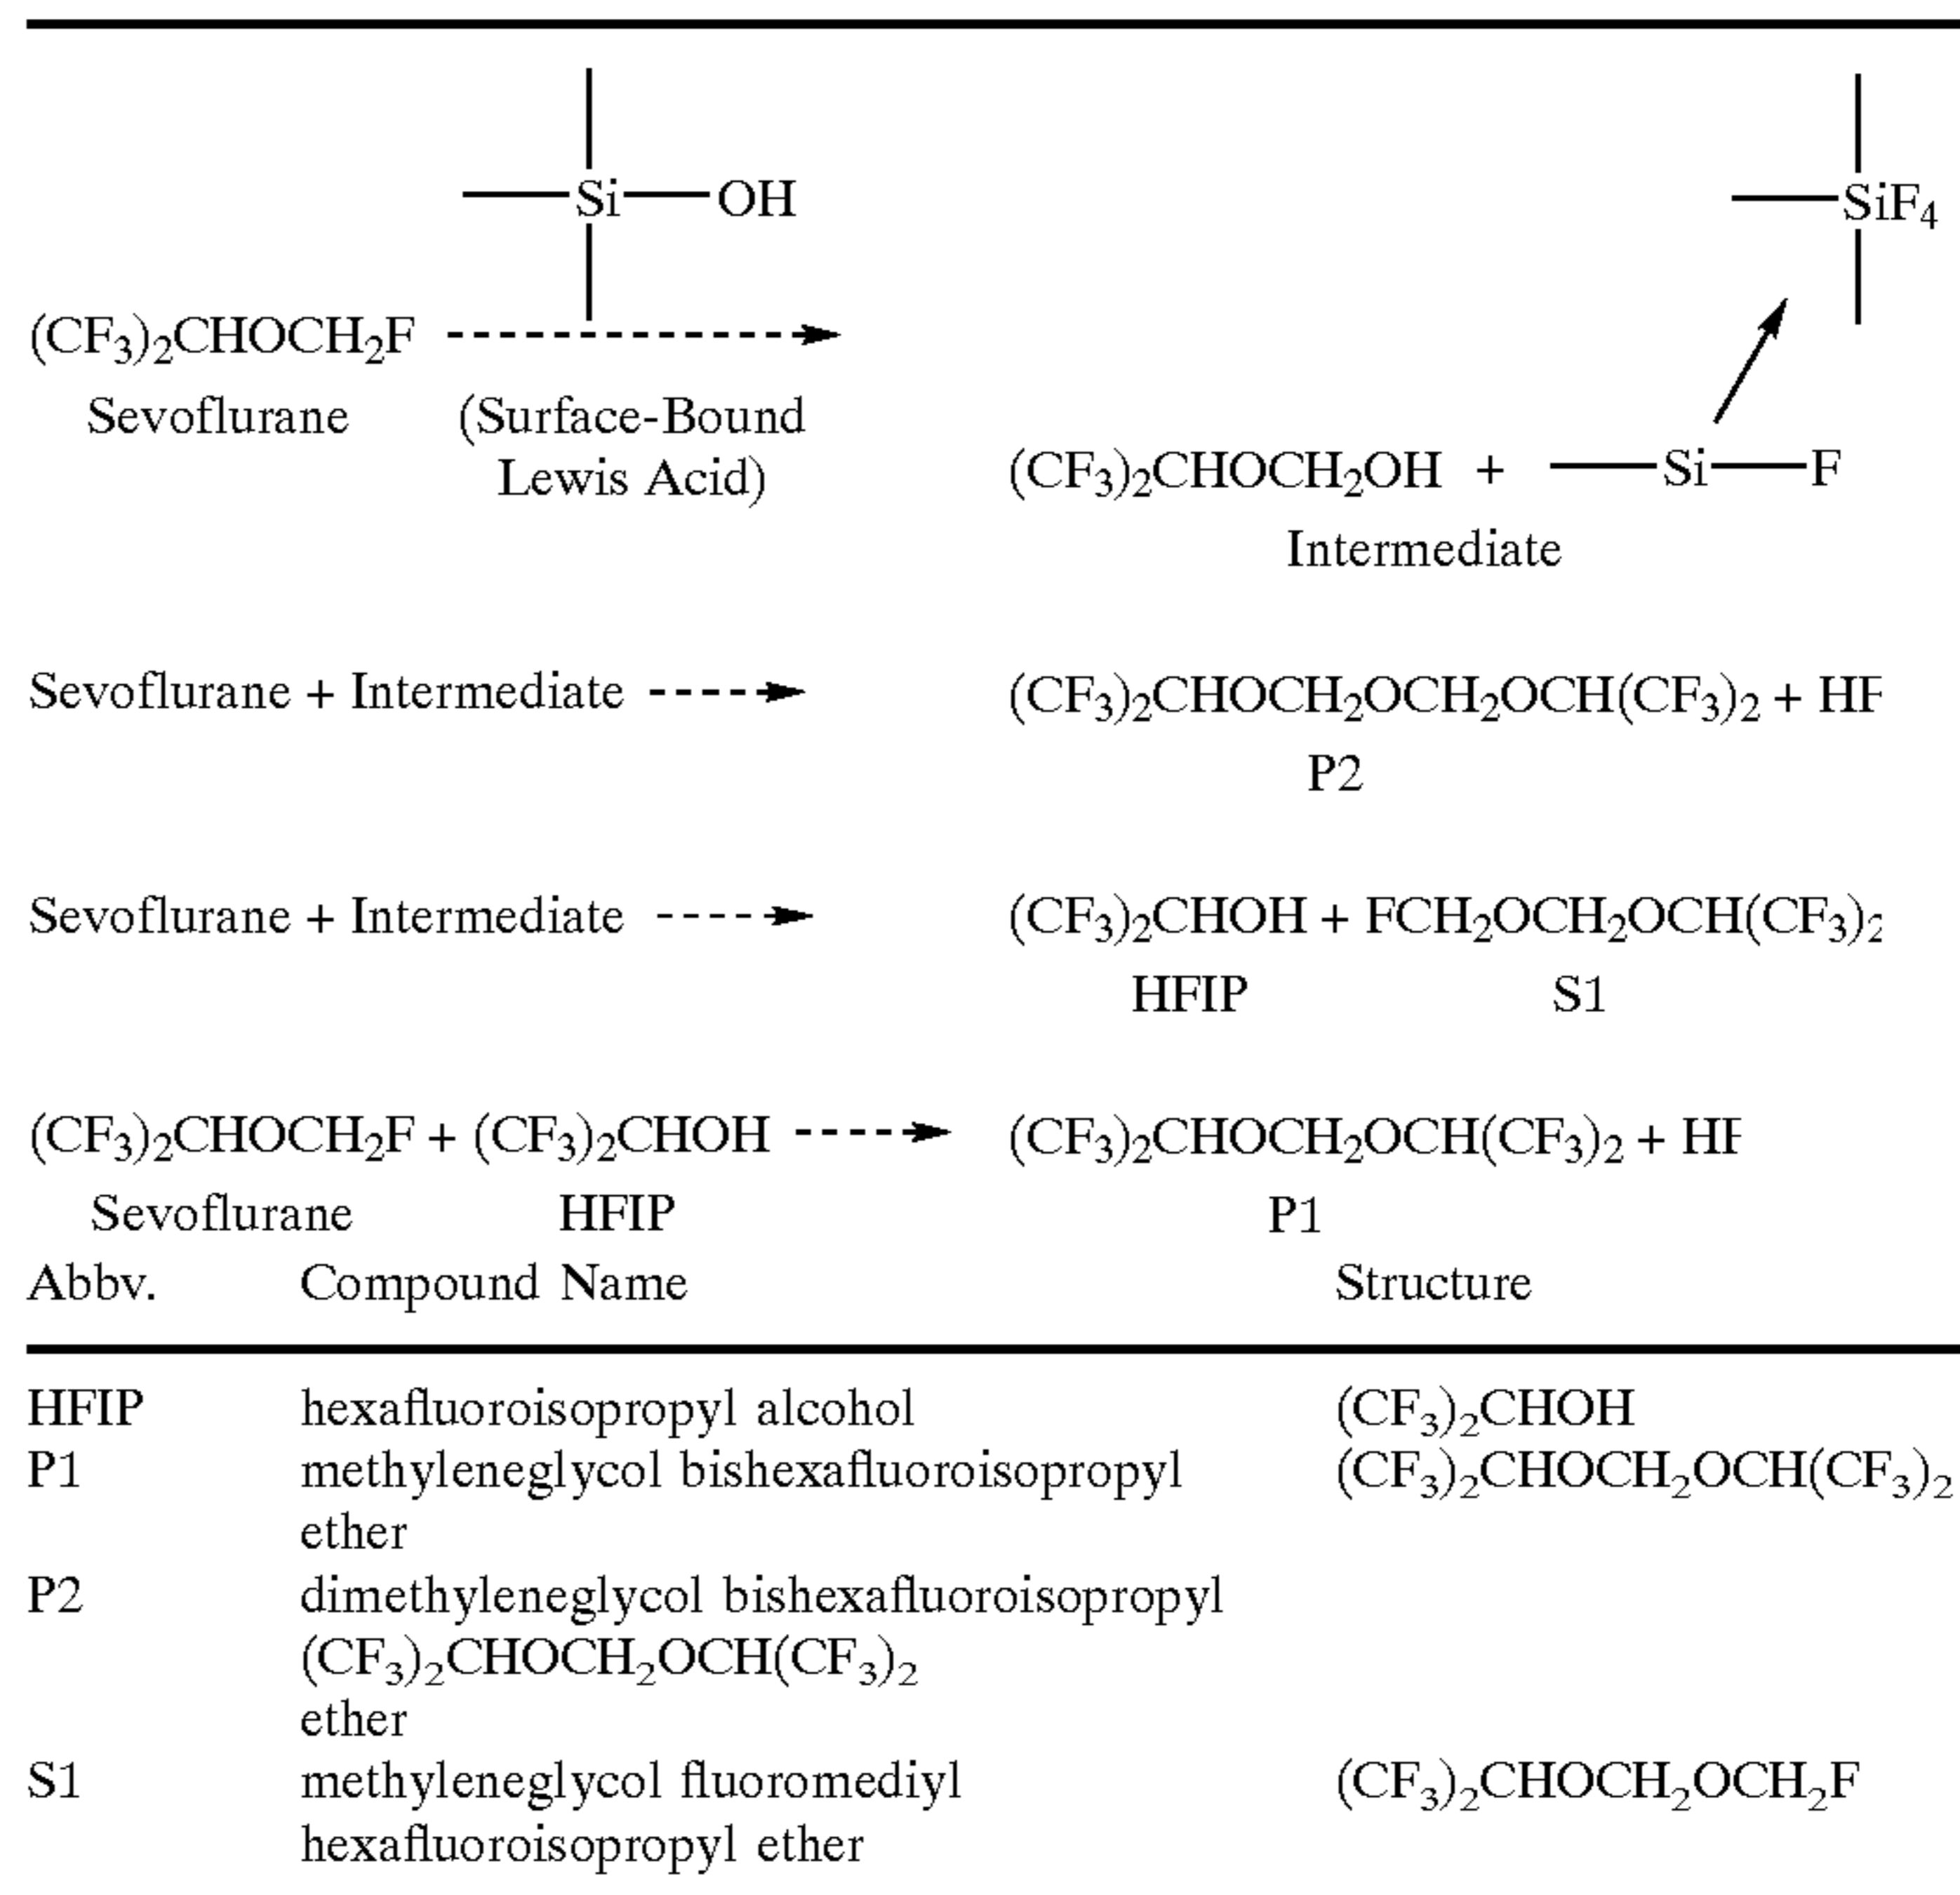 Si—OH
SiF₄
(CF₃)₂CHOCH₂F
Sevoflurane (Surface-Bound
Lewis Acid)
(CF₃)₂CHOCH₂OH + —Si—F
Intermediate
Sevoflurane + Intermediate (CF₃)₂CHOCH₂OCH₂OCH(CF₃)₂ + HF
P2
Sevoflurane + Intermediate (CF₃)₂CHOH + FCH₂OCH₂OCH(CF₃)₂
HFIP S1
(CF₃)₂CHOCH₂F + (CF₃)₂CHOH (CF₃)₂CHOCH₂OCH(CF₃)₂ + HF
Sevoflurane HFIP P1
Abbv. Compound Name Structure
HFIP hexafluoroisopropyl alcohol (CF₃)₂CHOH
P1 methyleneglycol bishexafluoroisopropyl (CF₃)₂CHOCH₂OCH(CF₃)₂
ether
P2 dimethyleneglycol bishexafluoroisopropyl
(CF₃)₂CHOCH₂OCH(CF₃)₂
ether
S1 methyleneglycol fluoromediyl (CF₃)₂CHOCH₂OCH₂F
hexafluoroisopropyl ether